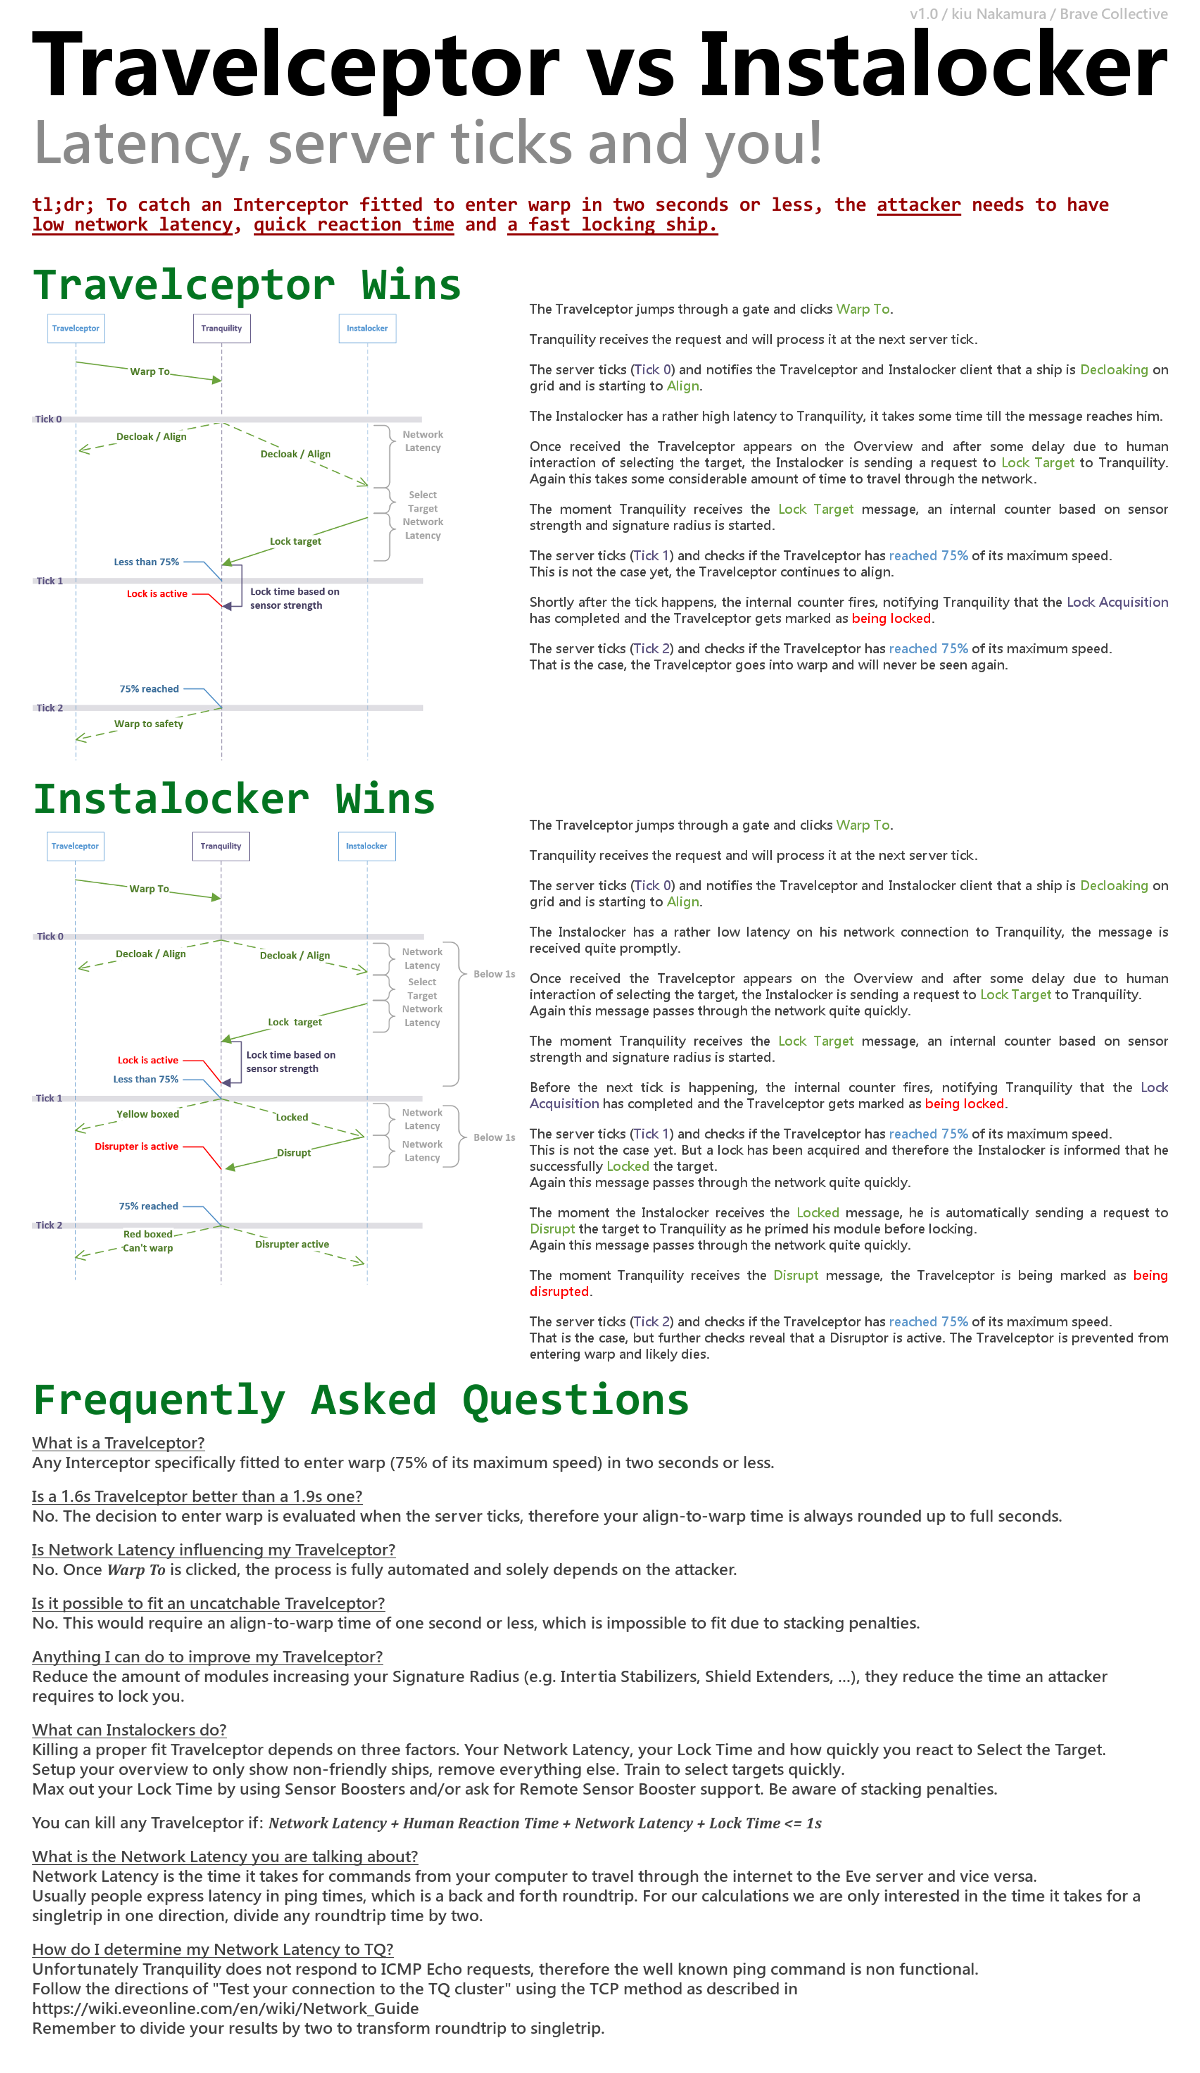 v1.0 / kiu Nakamura / Brave Collective
Travelceptor vs Instalocker
Latency, server ticks and you!
tl;dr; To catch an Interceptor fitted to enter warp in two seconds or less, the attacker needs to have
low network latency, quick reaction time and a fast locking ship.
Travelceptor Wins
Travelceptor
Tranquility
Instalocker
Warp To
Tick 0
Decloak / Align
Decloak / Align
Network
Latency
Select
Target
Network
Latency
Lock target
Less than 75%
Tick 1
Lock is active
Lock time based on
sensor strength
75% reached
Tick 2
Warp to safety
The Travelceptor jumps through a gate and clicks Warp To.
Tranquility receives the request and will process it at the next server tick.
The server ticks (Tick 0) and notifies the Travelceptor and Instalocker client that a ship is Decloaking on
grid and is starting to Align.
The Instalocker has a rather high latency to Tranquility, it takes some time till the message reaches him.
Once received the Travelceptor appears on the Overview and after some delay due to human
interaction of selecting the target, the Instalocker is sending a request to Lock Target to Tranquility.
Again this takes some considerable amount of time to travel through the network.
The moment Tranquility receives the Lock Target message, an internal counter based on sensor
strength and signature radius is started.
The server ticks (Tick 1) and checks if the Travelceptor has reached 75% of its maximum speed.
This is not the case yet, the Travelceptor continues to align.
Shortly after the tick happens, the internal counter fires, notifying Tranquility that the Lock Acquisition
has completed and the Travelceptor gets marked as being locked.
The server ticks (Tick 2) and checks if the Travelceptor has reached 75% of its maximum speed.
That is the case, the Travelceptor goes into warp and will never be seen again.
Instalocker Wins
Travelceptor
Tranquility
Instalocker
Warp To
Tick 0
Decloak / Align
Decloak / Align
Network
Latency
Select
Target
Network
Latency
Below 1s
Lock target
Lock is active
Lock time based on
sensor strength
Less than 75%
Tick 1
Yellow boxed
Locked
Network
Latency
Network
Latency
Below 1s
Disrupter is active
Disrupt
75% reached
Tick 2
Red boxed
Can't warp
Disrupter active
The Travelceptor jumps through a gate and clicks Warp To.
Tranquility receives the request and will process it at the next server tick.
The server ticks (Tick 0) and notifies the Travelceptor and Instalocker client that a ship is Decloaking on
grid and is starting to Align.
The Instalocker has a rather low latency on his network connection to Tranquility, the message is
received quite promptly.
Once received the Travelceptor appears on the Overview and after some delay due to human
interaction of selecting the target, the Instalocker is sending a request to Lock Target to Tranquility.
Again this message passes through the network quite quickly.
The moment Tranquility receives the Lock Target message, an internal counter based on sensor
strength and signature radius is started.
Before the next tick is happening, the internal counter fires, notifying Tranquility that the Lock
Acquisition has completed and the Travelceptor gets marked as being locked.
The server ticks (Tick 1) and checks if the Travelceptor has reached 75% of its maximum speed.
This is not the case yet. But a lock has been acquired and therefore the Instalocker is informed that he
successfully Locked the target.
Again this message passes through the network quite quickly.
The moment the Instalocker receives the Locked message, he is automatically sending a request to
Disrupt the target to Tranquility as he primed his module before locking.
Again this message passes through the network quite quickly.
The moment Tranquility receives the Disrupt message, the Travelceptor is being marked as being
disrupted.
The server ticks (Tick 2) and checks if the Travelceptor has reached 75% of its maximum speed.
That is the case, but further checks reveal that a Disruptor is active. The Travelceptor is prevented from
entering warp and likely dies.
Frequently Asked Questions
What is a Travelceptor?
Any Interceptor specifically fitted to enter warp (75% of its maximum speed) in two seconds or less.
Is a 1.6s Travelceptor better than a 1.9s one?
No. The decision to enter warp is evaluated when the server ticks, therefore your align-to-warp time is always rounded up to full seconds.
Is Network Latency influencing my Travelceptor?
No. Once Warp To is clicked, the process is fully automated and solely depends on the attacker.
Is it possible to fit an uncatchable Travelceptor?
No. This would require an align-to-warp time of one second or less, which is impossible to fit due to stacking penalties.
Anything I can do to improve my Travelceptor?
Reduce the amount of modules increasing your Signature Radius (e.g. Intertia Stabilizers, Shield Extenders, ...), they reduce the time an attacker
requires to lock you.
What can Instalockers do?
Killing a proper fit Travelceptor depends on three factors. Your Network Latency, your Lock Time and how quickly you react to Select the Target.
Setup your overview to only show non-friendly ships, remove everything else. Train to select targets quickly.
Max out your Lock Time by using Sensor Boosters and/or ask for Remote Sensor Booster support. Be aware of stacking penalties.
You can kill any Travelceptor if: Network Latency + Human Reaction Time + Network Latency + Lock Time <= 1s
What is the Network Latency you are talking about?
Network Latency is the time it takes for commands from your computer to travel through the internet to the Eve server and vice versa.
Usually people express latency in ping times, which is a back and forth roundtrip. For our calculations we are only interested in the time it takes for a
singletrip in one direction, divide any roundtrip time by two.
How do I determine my Network Latency to TQ?
Unfortunately Tranquility does not respond to ICMP Echo requests, therefore the well known ping command is non functional.
Follow the directions of "Test your connection to the TQ cluster" using the TCP method as described in
https://wiki.eveonline.com/en/wiki/Network_Guide
Remember to divide your results by two to transform roundtrip to singletrip.